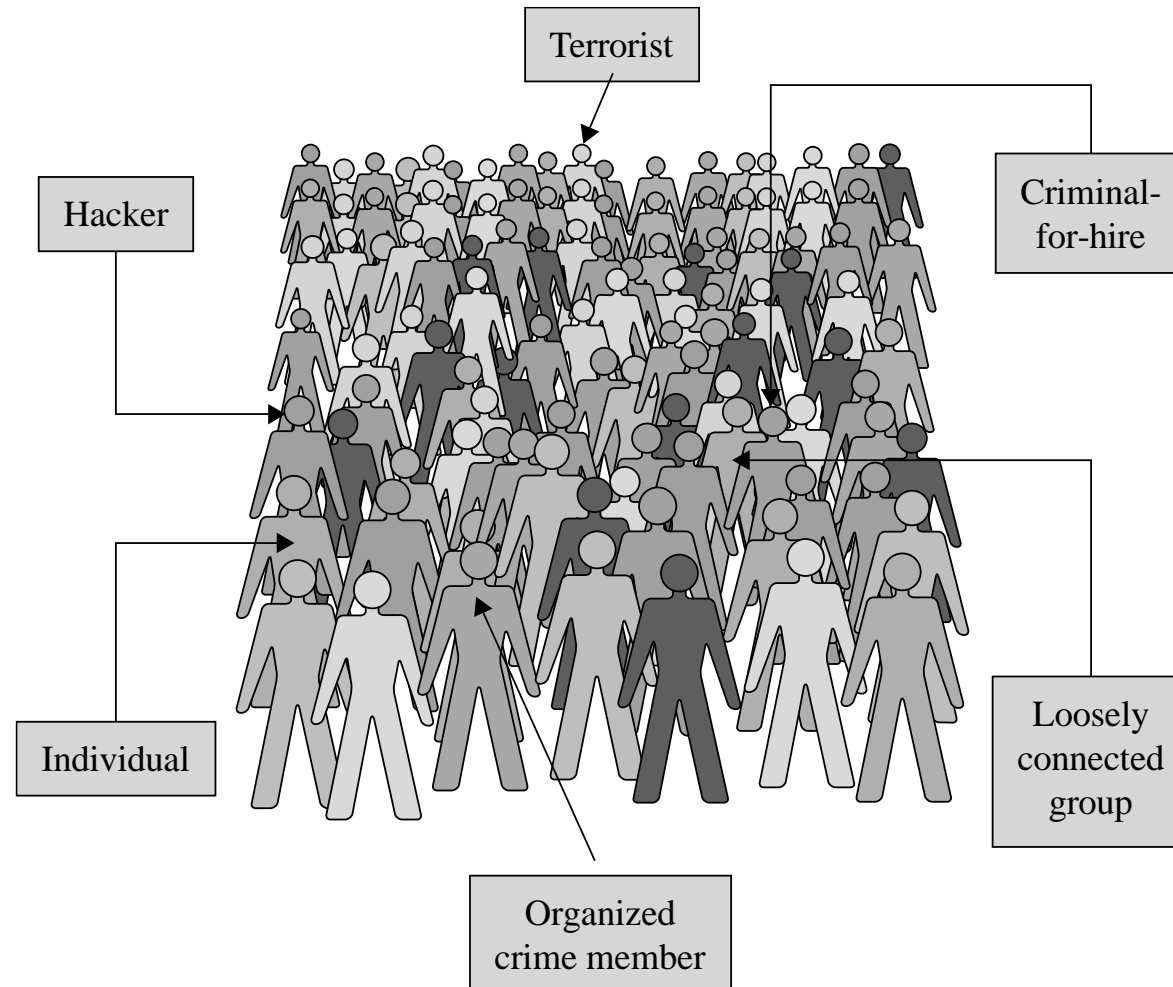 Terrorist
Hacker
Criminal-
for-hire
Individual
Loosely
connected
group
Organized
crime member